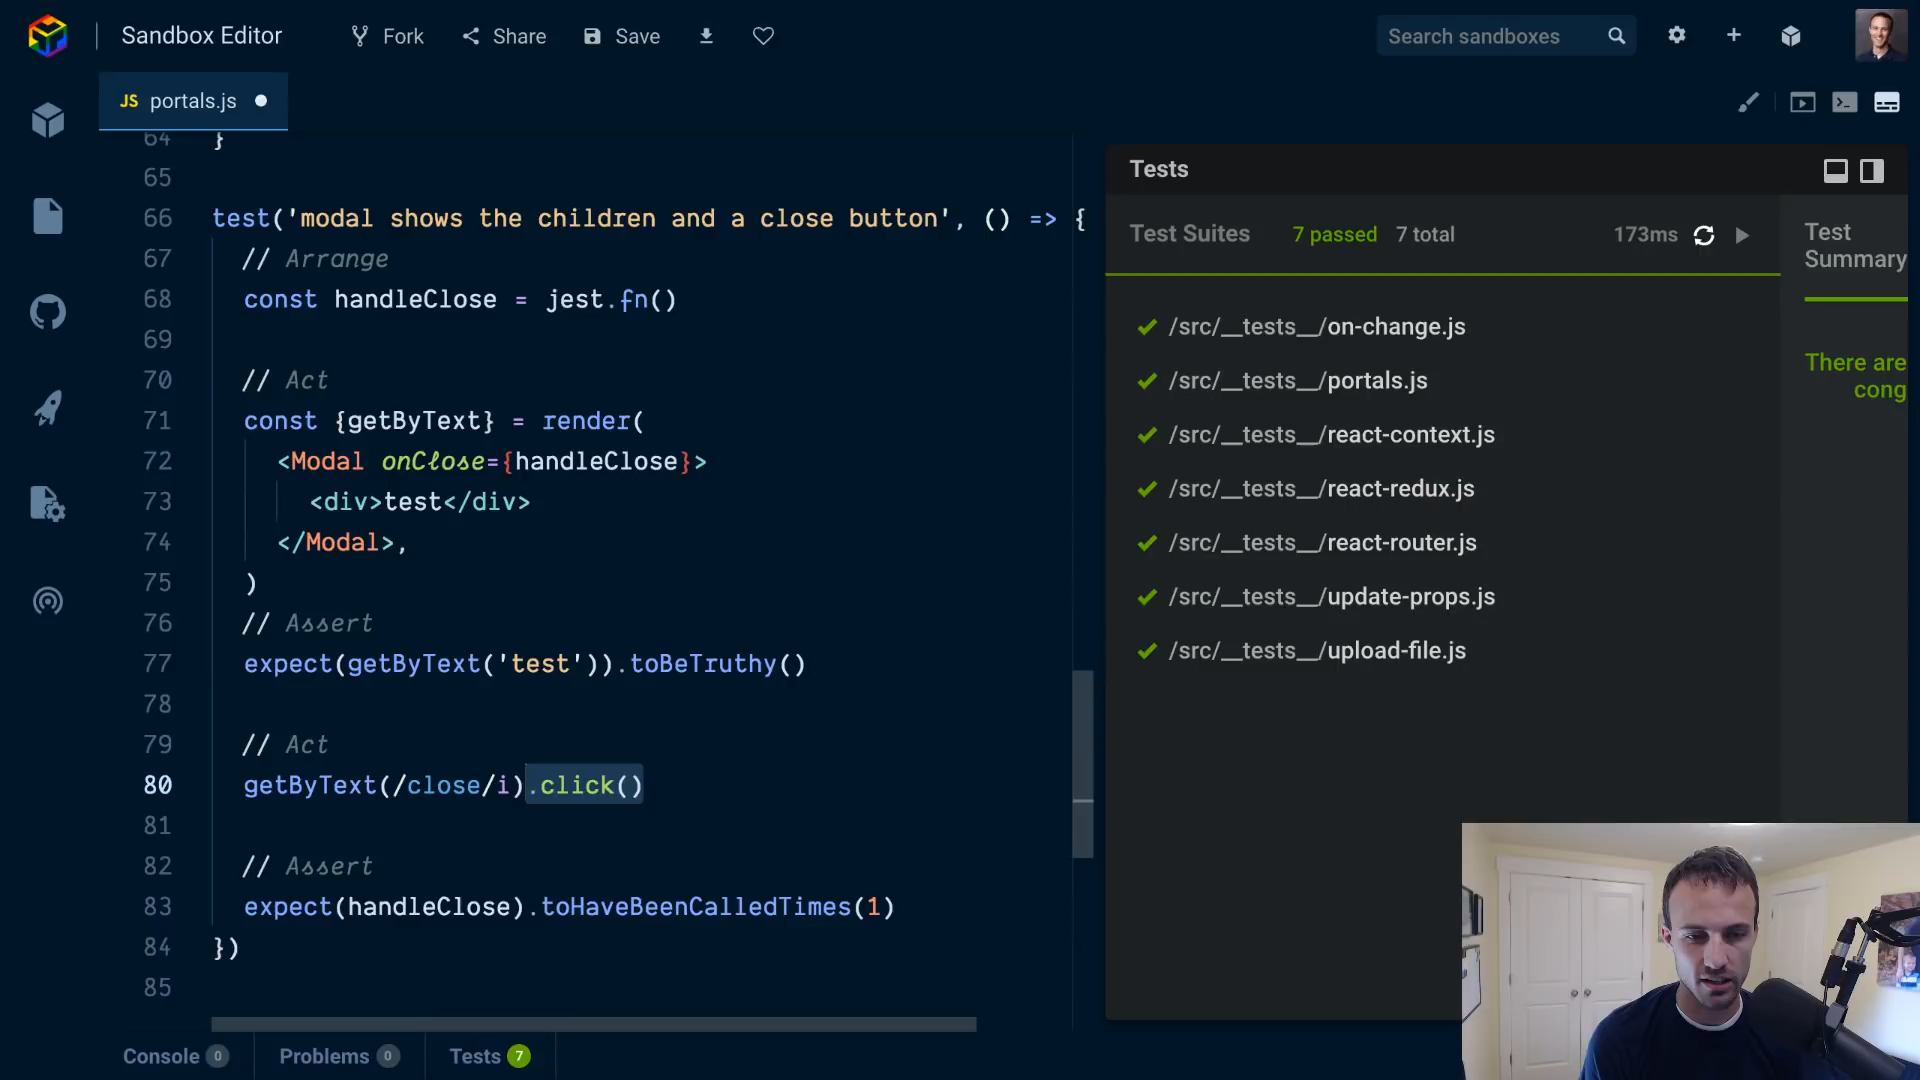 Sandbox Editor Fork Share Save Search sandboxes
JS portals.js
64 }
65
66 test('modal shows the children and a close button', () => {
67 // Arrange
68 const handleClose = jest.fn()
69
70 // Act
71 const {getByText} = render(
72 <Modal onClose={handleClose}>
73 <div>test</div>
74 </Modal>,
75 )
76 // Assert
77 expect(getByText('test')).toBeTruthy()
78
79 // Act
80 getByText(/close/i).click()
81
82 // Assert
83 expect(handleClose).toHaveBeenCalledTimes(1)
84 })
85
Console 0 Problems 0 Tests 7
Tests
Test Suites 7 passed 7 total 173ms
/src/__tests__/on-change.js
/src/__tests__/portals.js
/src/__tests__/react-context.js
/src/__tests__/react-redux.js
/src/__tests__/react-router.js
/src/__tests__/update-props.js
/src/__tests__/upload-file.js
Test
Summary
There are
cong